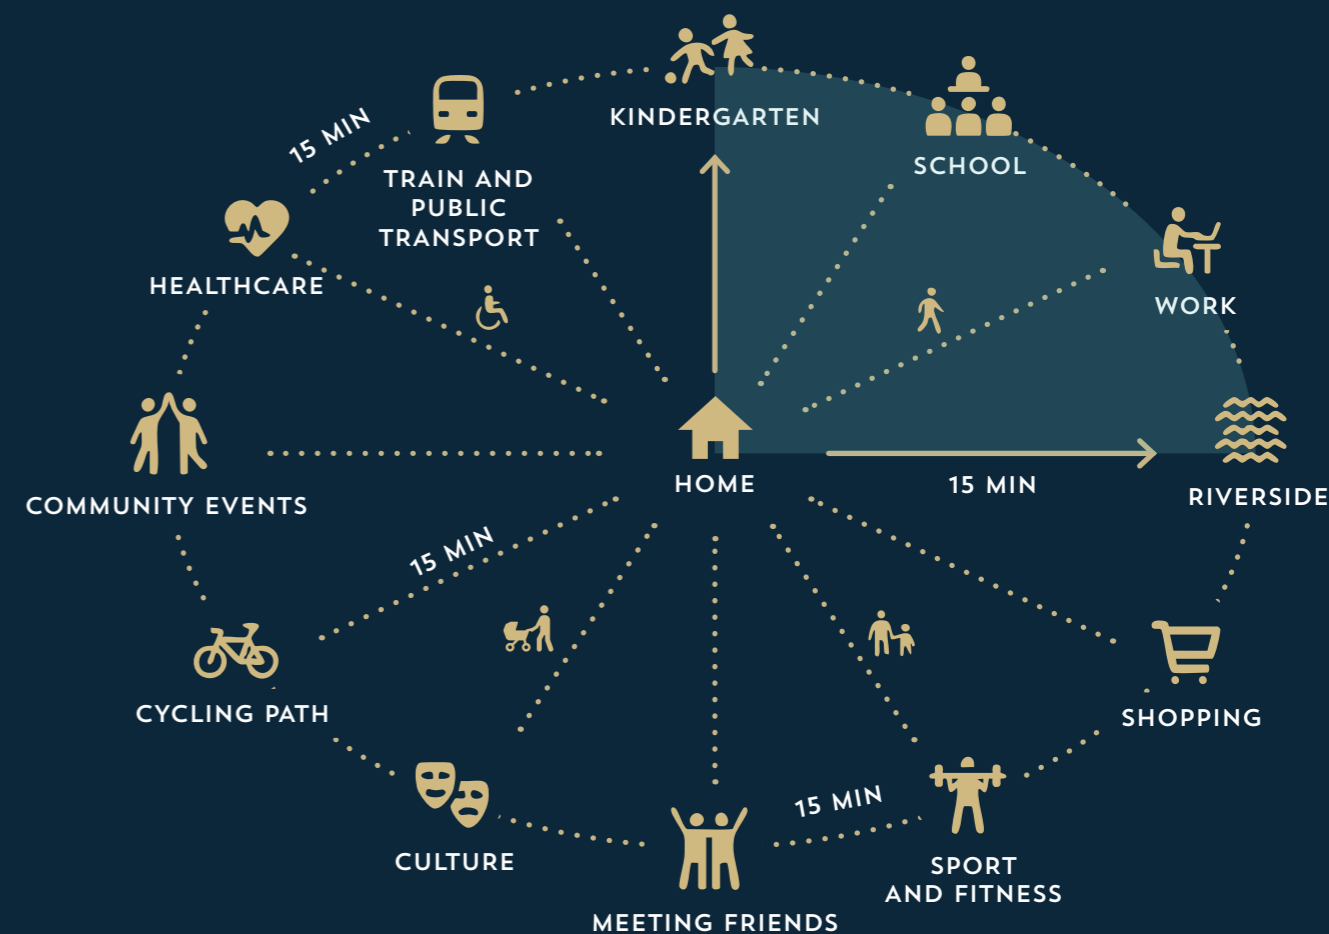 KINDERGARTEN
15 MIN
SCHOOL
TRAIN AND
PUBLIC
TRANSPORT
HEALTHCARE
WORK
HOME
15 MIN
RIVERSIDE
COMMUNITY EVENTS
15 MIN
CYCLING PATH
SHOPPING
15 MIN
CULTURE
SPORT
AND FITNESS
MEETING FRIENDS